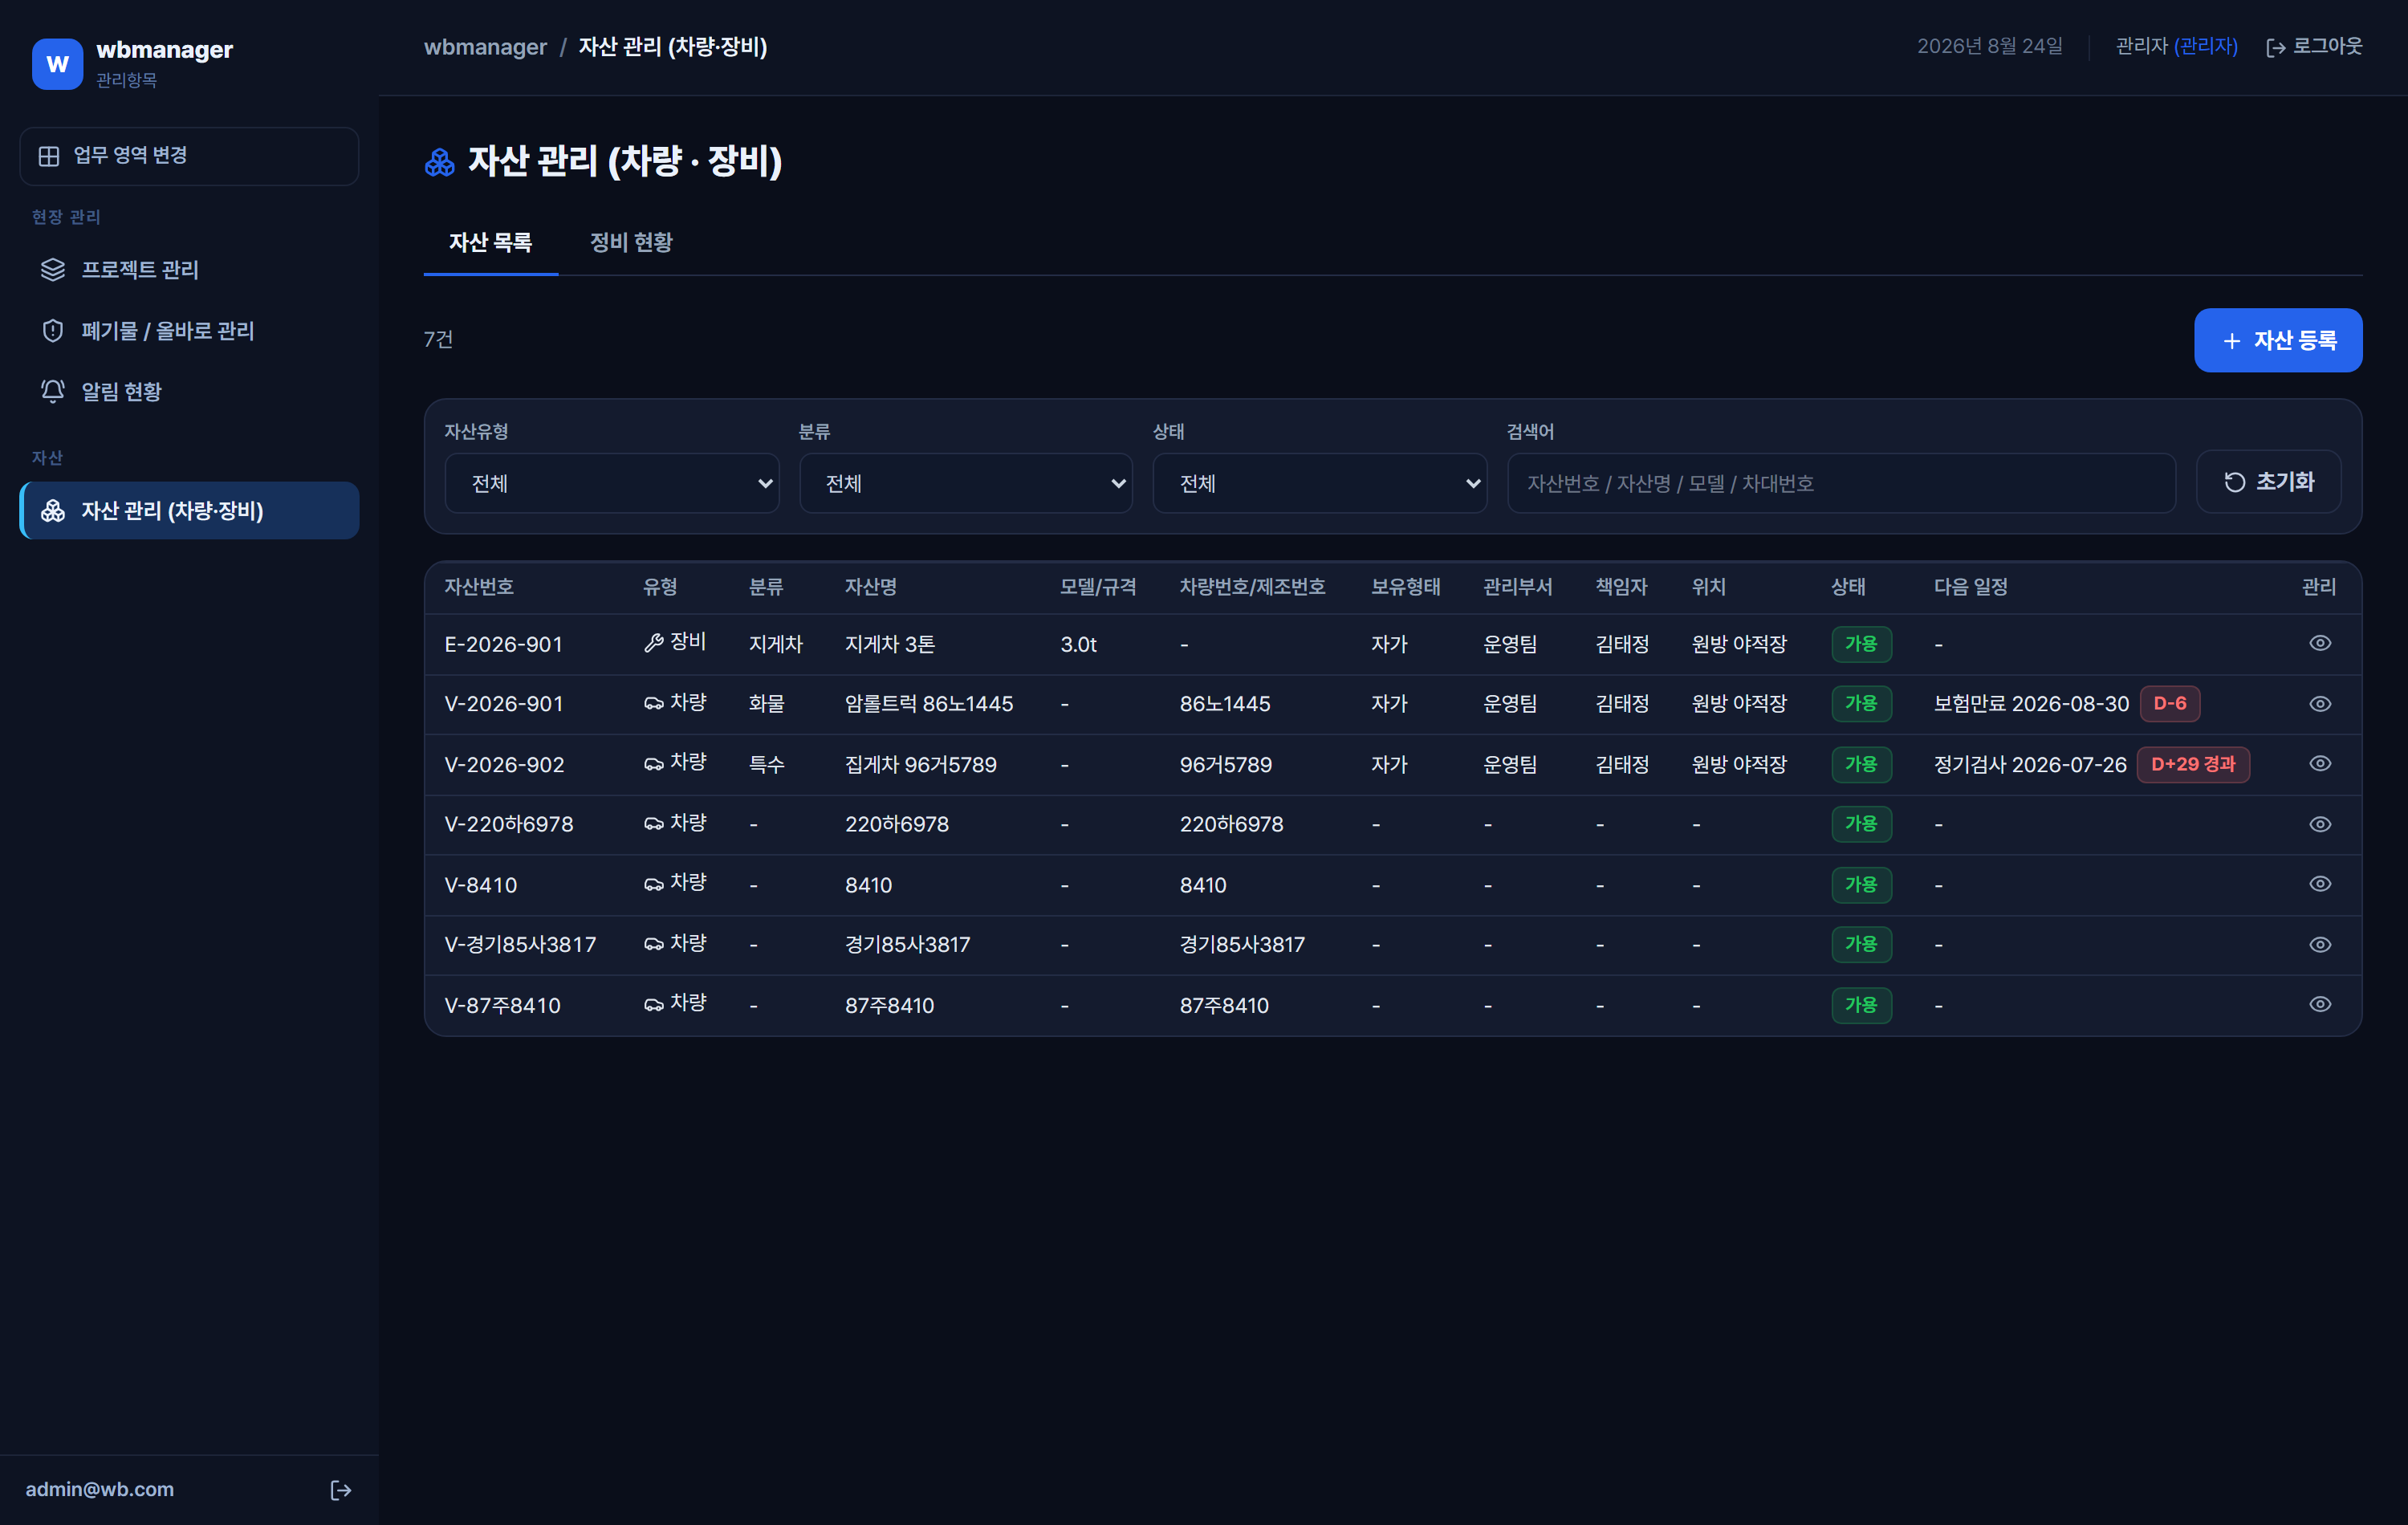 W
wbmanager
관리항목
업무 영역 변경
현장 관리
프로젝트 관리
폐기물 / 올바로 관리
알림 현황
자산
자산 관리 (차량·장비)
admin@wb.com
wbmanager / 자산 관리 (차량·장비)
2026년 8월 24일 관리자 (관리자) 로그아웃
자산 관리 (차량 · 장비)
자산 목록 정비 현황
7건
+ 자산 등록
자산유형 분류 상태 검색어
전체 전체 전체 자산번호 / 자산명 / 모델 / 차대번호 초기화
자산번호 유형 분류 자산명 모델/규격 차량번호/제조번호 보유형태 관리부서 책임자 위치 상태 다음 일정 관리
E-2026-901 장비 지게차 지게차 3톤 3.0t - 자가 운영팀 김태정 원방 야적장 가용 -
V-2026-901 차량 화물 암롤트럭 86노1445 - 86노1445 자가 운영팀 김태정 원방 야적장 가용 보험만료 2026-08-30 D-6
V-2026-902 차량 특수 집게차 96거5789 - 96거5789 자가 운영팀 김태정 원방 야적장 가용 정기검사 2026-07-26 D+29 경과
V-220하6978 차량 - 220하6978 - 220하6978 - - - - 가용 -
V-8410 차량 - 8410 - 8410 - - - - 가용 -
V-경기85사3817 차량 - 경기85사3817 - 경기85사3817 - - - - 가용 -
V-87주8410 차량 - 87주8410 - 87주8410 - - - - 가용 -